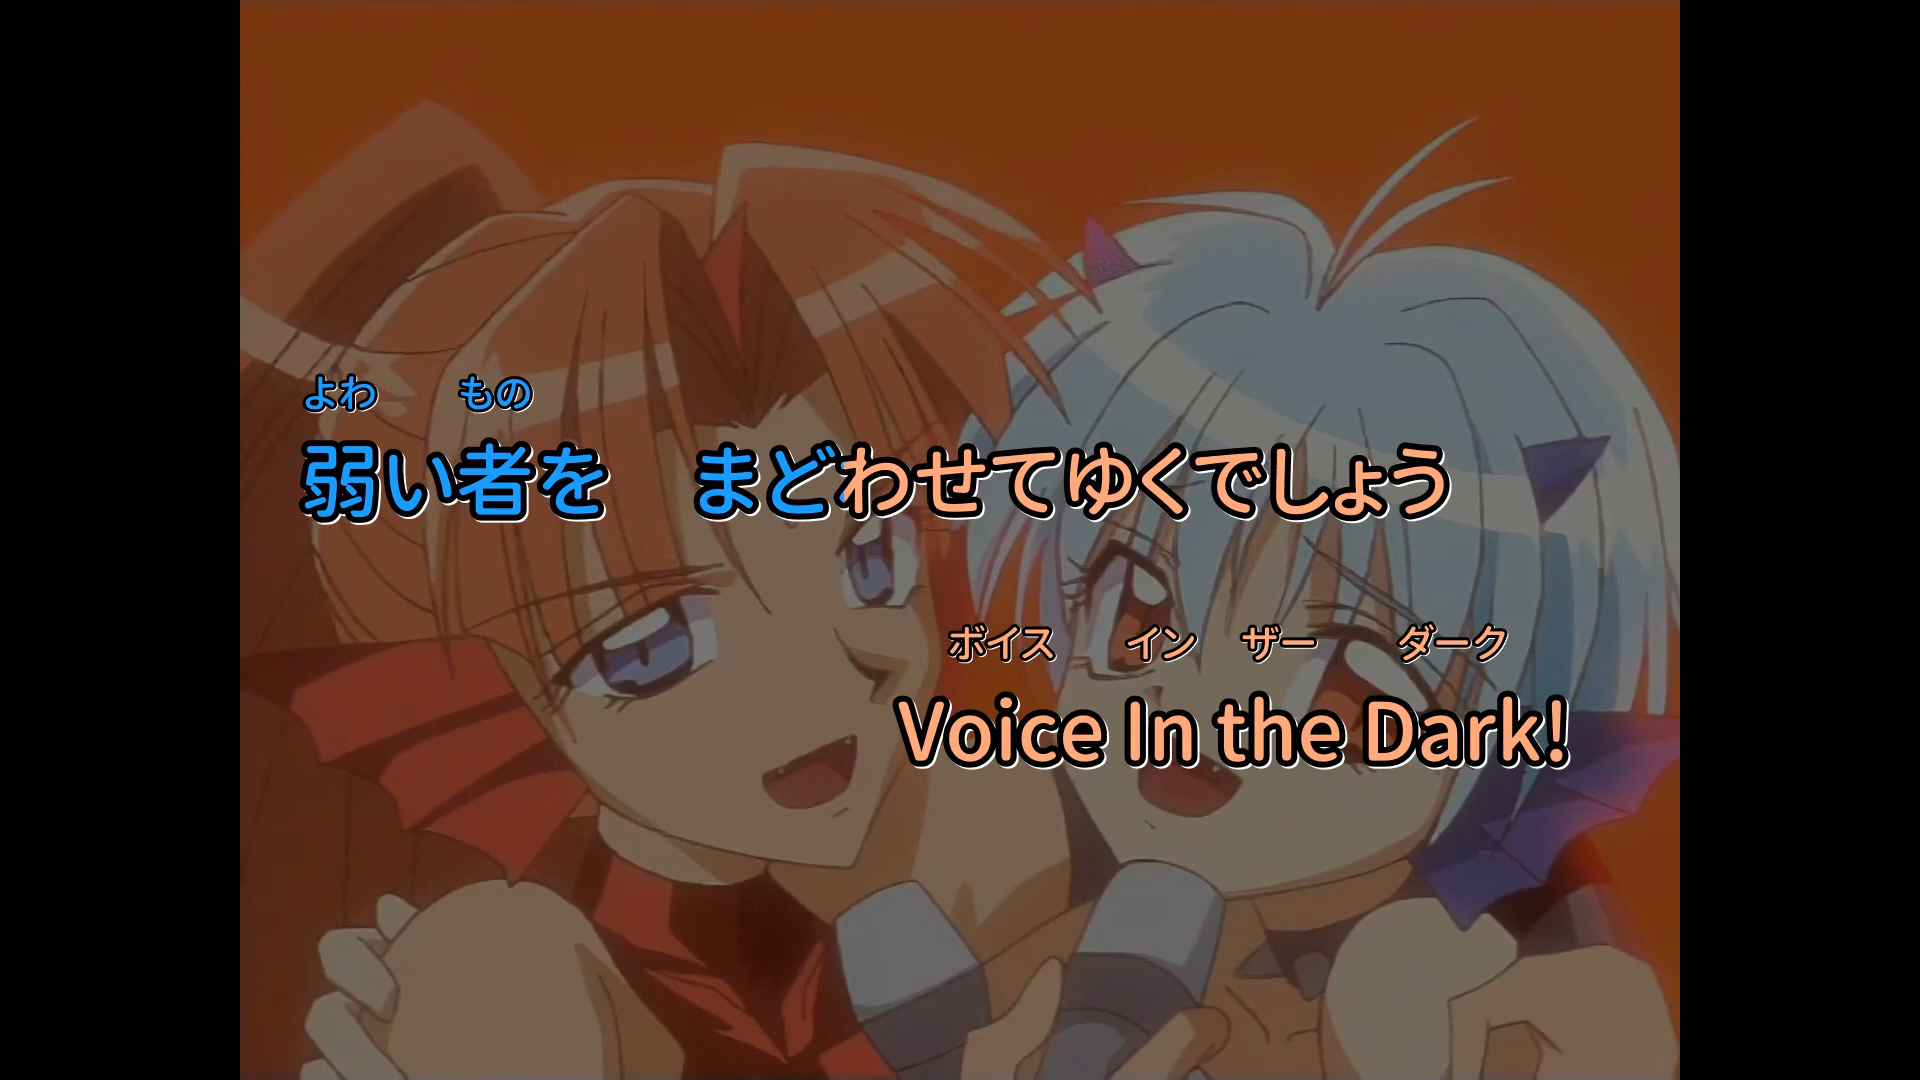 よわ もの
弱い者を　まどわせてゆくでしょう
ボイス イン ザー ダーク
Voice In the Dark!